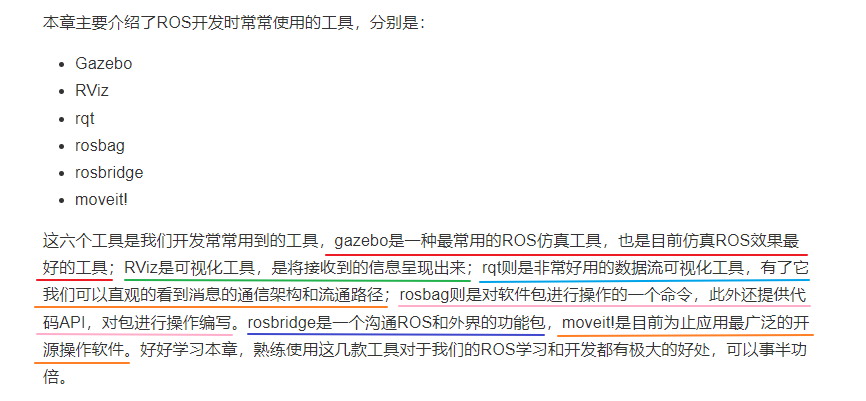 本章主要介绍了ROS开发时常常使用的工具，分别是：
• Gazebo
• RViz
• rqt
• rosbag
• rosbridge
• moveit!
这六个工具是我们开发常常用到的工具，gazebo是一种最常用的ROS仿真工具，也是目前仿真ROS效果最
好的工具；RViz是可视化工具，是将接收到的信息呈现出来；rqt则是非常好用的数据流可视化工具，有了它
我们可以直观的看到消息的通信架构和流通路径；rosbag则是对软件包进行操作的一个命令，此外还提供代
码API，对包进行操作编写。rosbridge是一个沟通ROS和外界的功能包，moveit!是目前为止应用最广泛的开
源操作软件。好好学习本章，熟练使用这几款工具对于我们的ROS学习和开发都有极大的好处，可以事半功
倍。